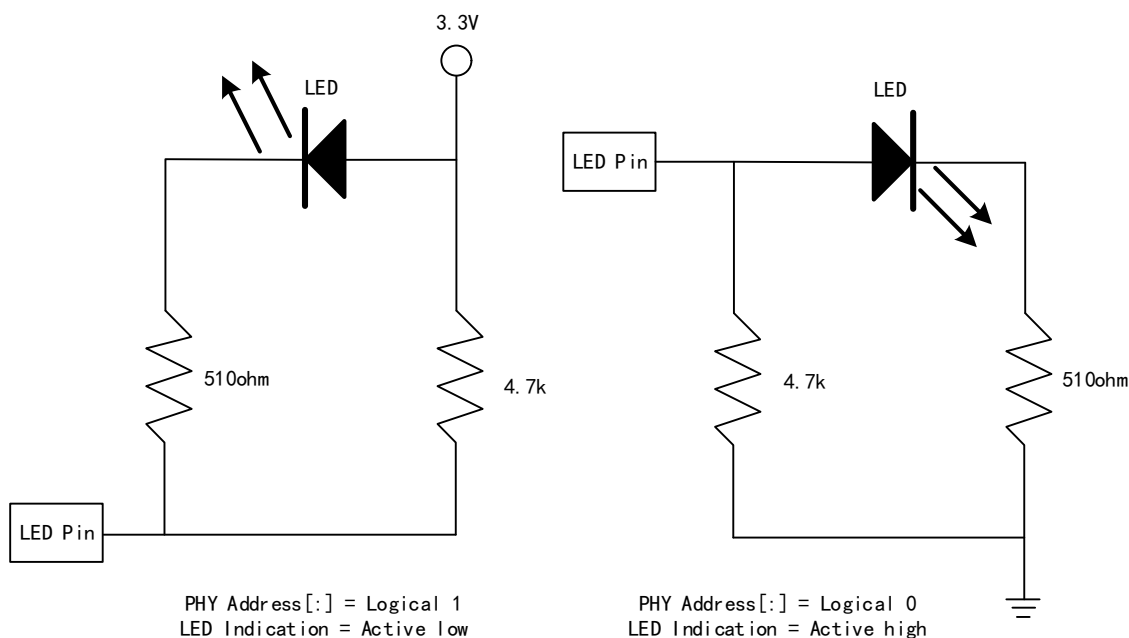 3.3V
LED
510ohm
4.7k
LED Pin
PHY Address[:] = Logical 1
LED Indication = Active low
LED
LED Pin
4.7k
510ohm
PHY Address[:] = Logical 0
LED Indication = Active high